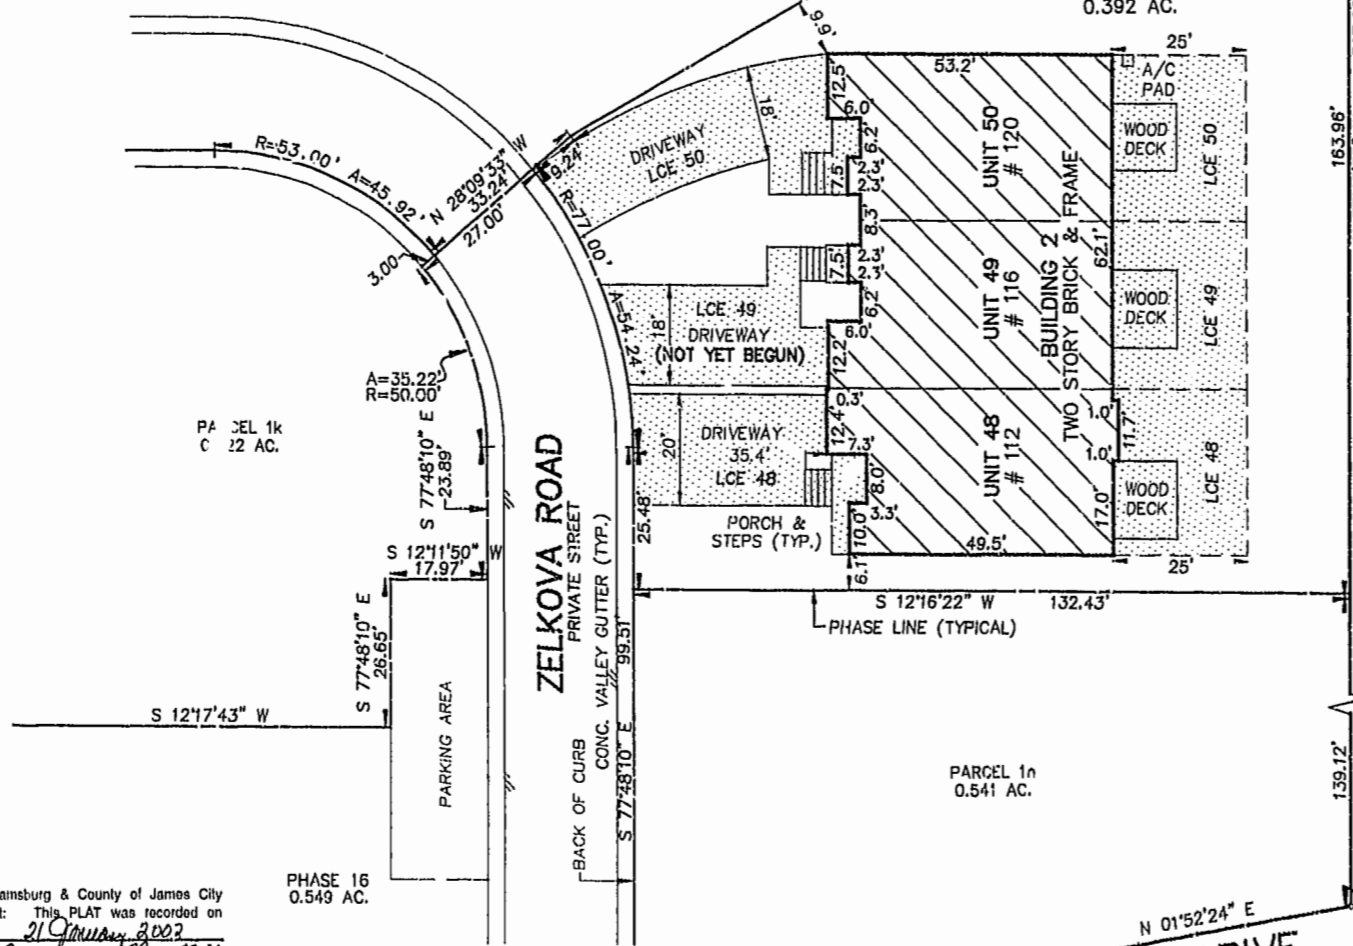 0.392 AC.
9.9'
25'
53.2'
A/C
PAD
12.5'
6.0'
6.2'
18'
DRIVEWAY
LCE 50
UNIT 50
# 120
WOOD
DECK
LCE 50
163.96'
R=53.00'
A=45.92'
N 28°09'33" W
33.24'
27.00'
9.24'
3.00
R=77.00'
A=54.24'
7.5'
2.3'
2.3'
8.3'
7.5'
2.3'
2.3'
6.2'
6.0'
12.2'
62.1'
BUILDING 2
TWO STORY BRICK & FRAME
UNIT 49
# 116
WOOD
DECK
LCE 49
LCE 49
18'
DRIVEWAY
(NOT YET BEGUN)
A=35.22'
R=50.00'
PARCEL 1k
S 77°48'10" E
23.89'
0.3'
12.4'
7.3'
8.0'
3.3'
10.0'
20'
DRIVEWAY
35.4'
LCE 48
UNIT 48
# 112
1.0'
11.7'
1.0'
17.0'
WOOD
DECK
LCE 48
PORCH &
STEPS (TYP.)
49.5'
25'
6.1'
25.48'
S 12°11'50" W
17.97'
S 12°16'22" W 132.43'
PHASE LINE (TYPICAL)
ZELKOVA ROAD
PRIVATE STREET
CONC. VALLEY GUTTER (TYP.)
S 77°48'10" E 99.51'
BACK OF CURB
S 77°48'10" E
26.65'
S 12°17'43" W
PARKING AREA
PARCEL 1n
0.541 AC.
139.12'
PHASE 16
0.549 AC.
amsburg & County of James City
t: This PLAT was recorded on
21 January 2002
N 01°52'24" E